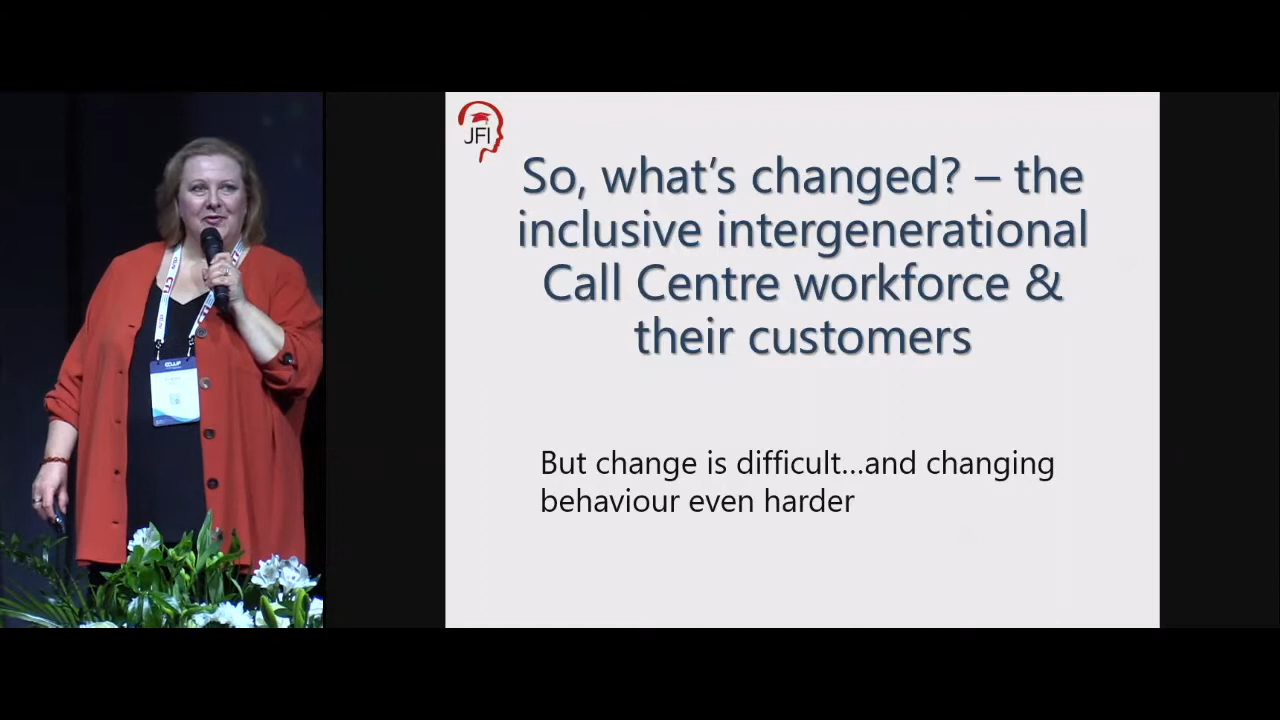 JFI
So, what's changed? – the
inclusive intergenerational
Call Centre workforce &
their customers
But change is difficult...and changing
behaviour even harder